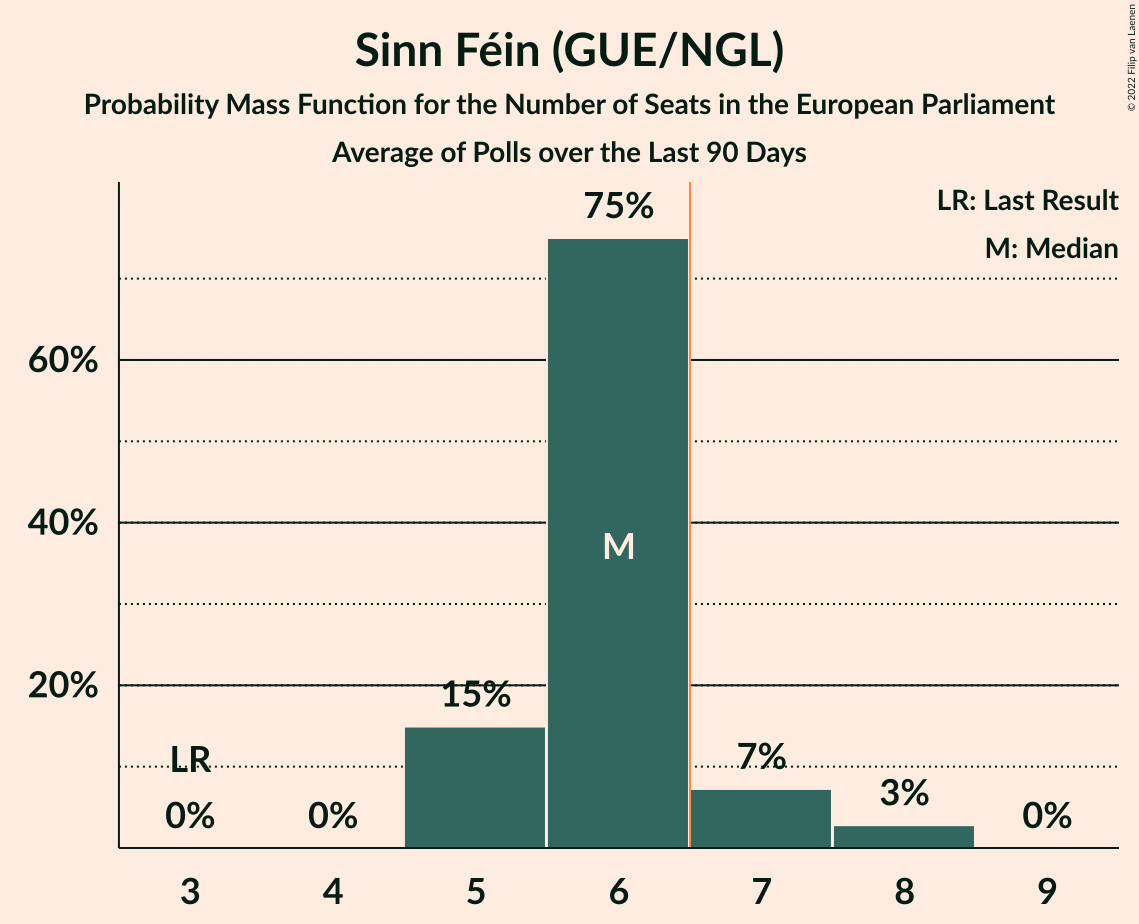 Sinn Féin (GUE/NGL)
Probability Mass Function for the Number of Seats in the European Parliament
Average of Polls over the Last 90 Days
© 2022 Filip van Laenen
LR: Last Result
M: Median
75%
60%
40%
M
20%
15%
LR
7%
3%
0%
0%
0%
3
4
5
6
7
8
9